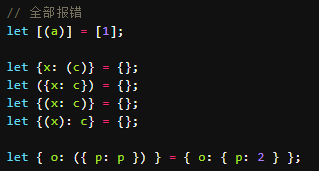 // 全部报错
let [(a)] = [1];
let {x: (c)} = {};
let ({x: c}) = {};
let {(x: c)} = {};
let {(x): c} = {};
let { o: ({ p: p }) } = { o: { p: 2 } };